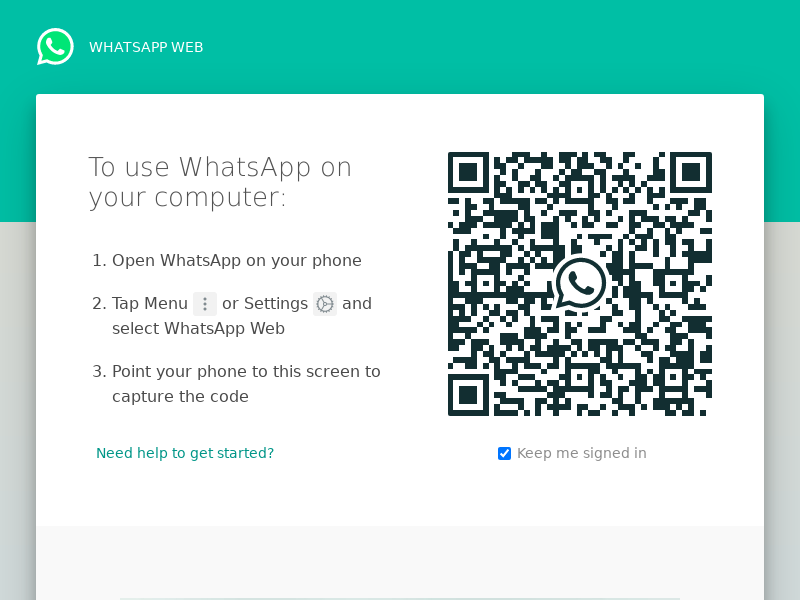 WHATSAPP WEB
To use WhatsApp on
your computer:
1. Open WhatsApp on your phone
2. Tap Menu or Settings and
select WhatsApp Web
3. Point your phone to this screen to
capture the code
Need help to get started?
Keep me signed in